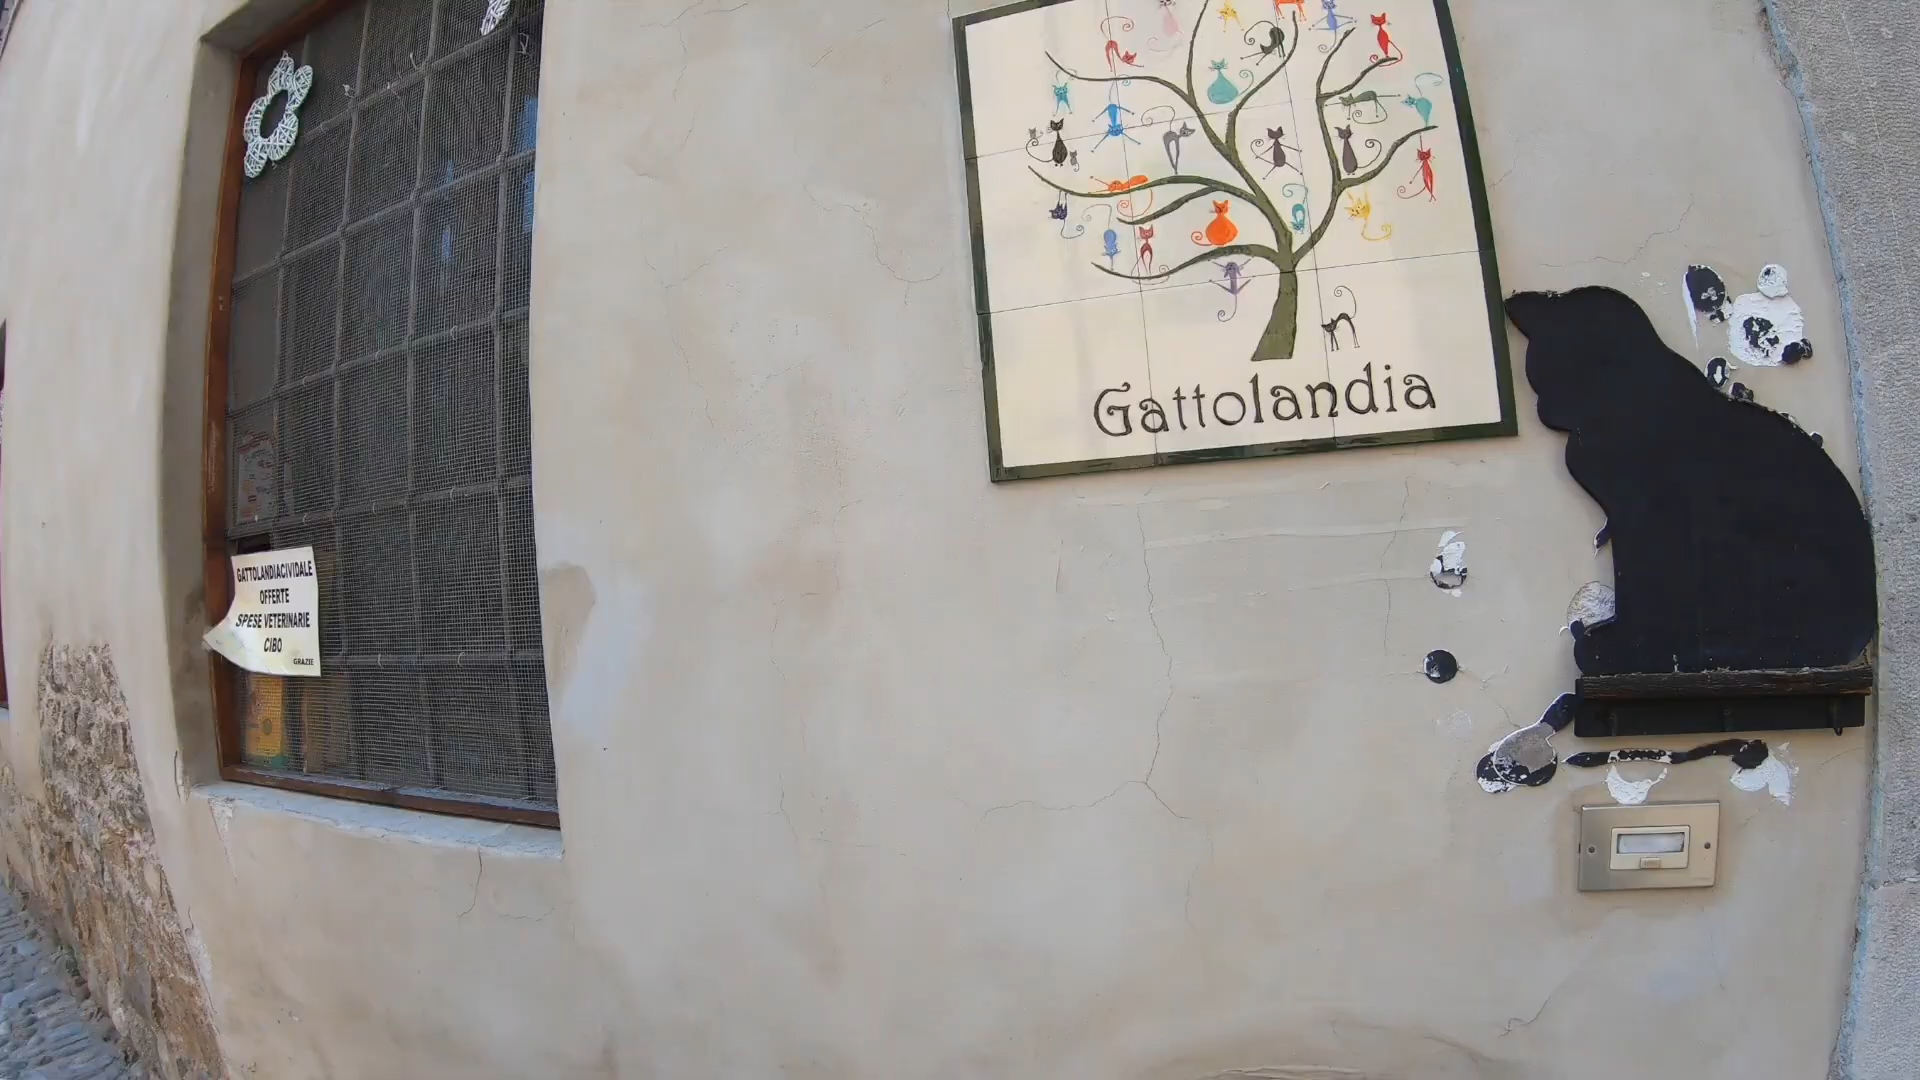 Gattolandia
GATTOLANDIACIVIDALE
OFFERTE
SPESE VETERINARIE
CIBO
GRAZIE